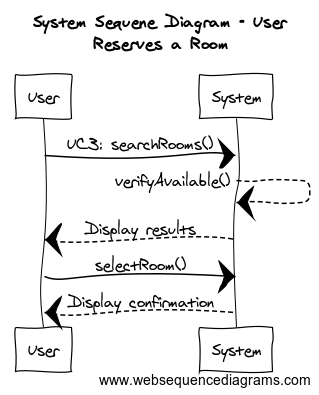 System Sequene Diagram - User
Reserves a Room
User
System
UC3: searchRooms()
verifyAvailable()
Display results
selectRoom()
Display confirmation
User
System
www.websequencediagrams.com